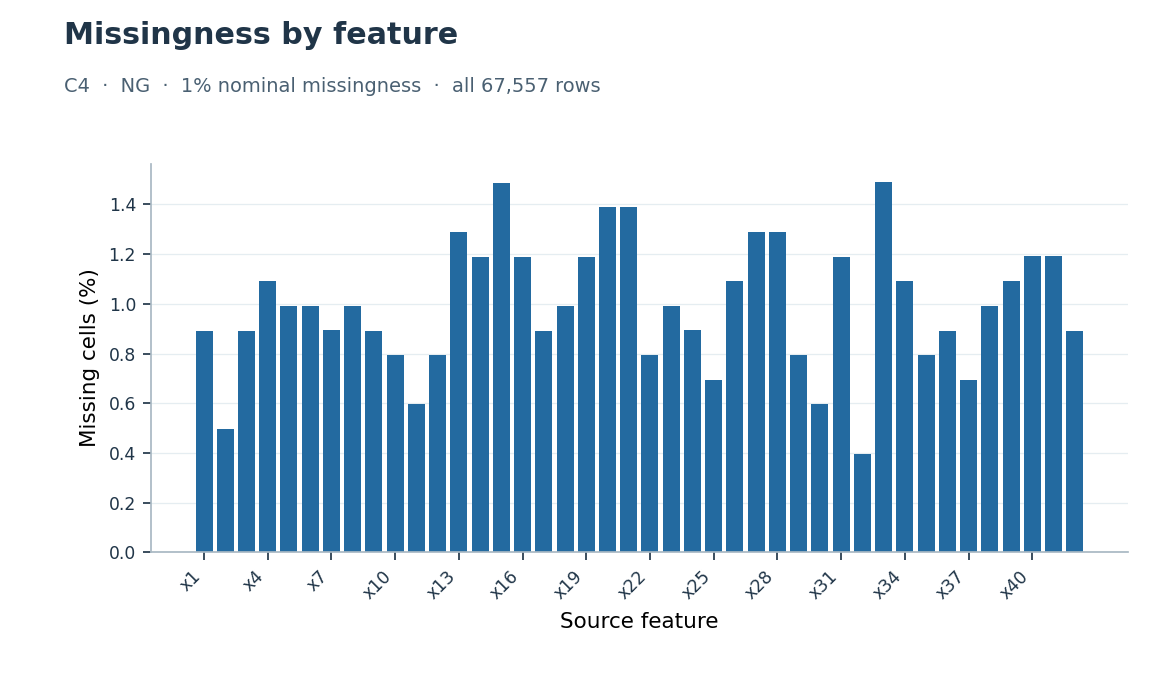 Missingness by feature
C4 · NG · 1% nominal missingness · all 67,557 rows
Missing cells (%)
1.4
1.2
1.0
0.8
0.6
0.4
0.2
0.0
x1 x4 x7 x10 x13 x16 x19 x22 x25 x28 x31 x34 x37 x40
Source feature